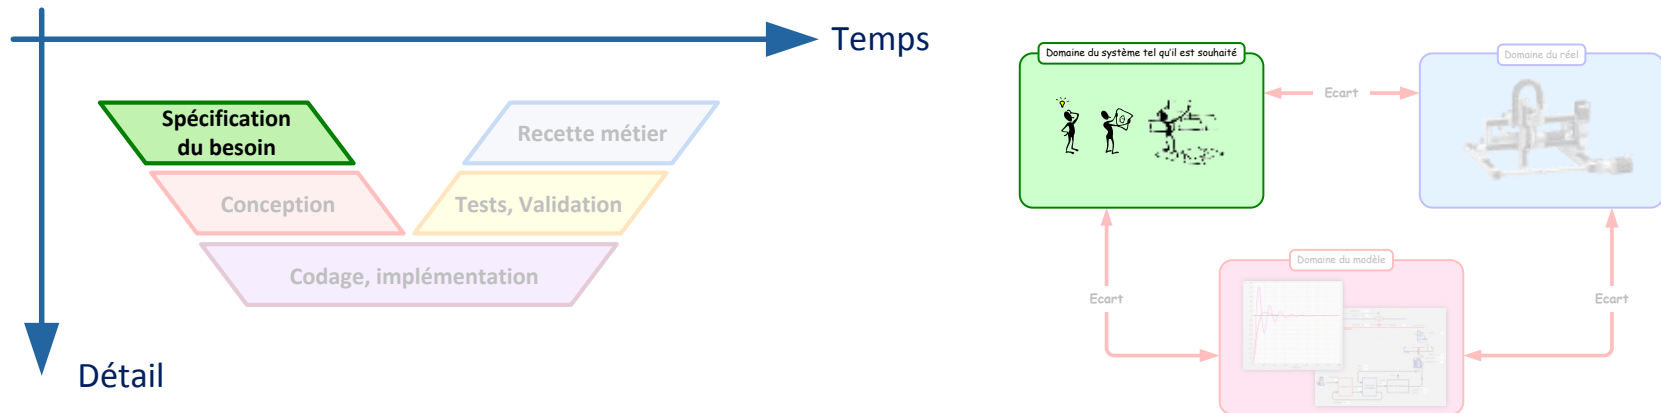 Temps
Détail
Spécification
du besoin
Recette métier
Conception
Tests, Validation
Codage, implémentation
Domaine du système tel qu'il est souhaité
Domaine du réel
Ecart
Domaine du modèle
Ecart
Ecart